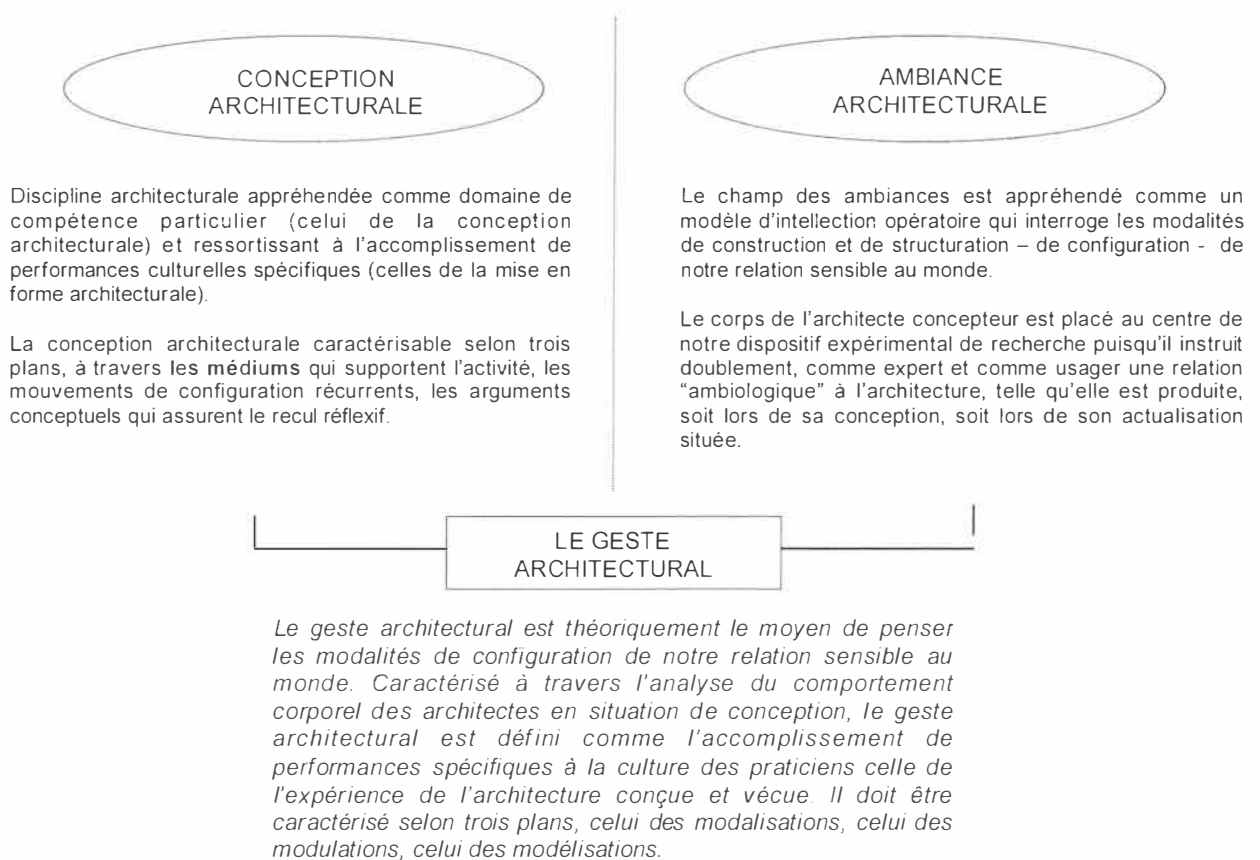 CONCEPTION
ARCHITECTURALE
Discipline architecturale appréhendée comme domaine de
compétence particulier (celui de la conception
architecturale) et ressortissant à l'accomplissement de
performances culturelles spécifiques (celles de la mise en
forme architecturale).
La conception architecturale caractérisable selon trois
plans, à travers les médiums qui supportent l'activité, les
mouvements de configuration récurrents, les arguments
conceptuels qui assurent le recul réflexif.
AMBIANCE
ARCHITECTURALE
Le champ des ambiances est appréhendé comme un
modèle d'intellection opératoire qui interroge les modalités
de construction et de structuration – de configuration - de
notre relation sensible au monde.
Le corps de l'architecte concepteur est placé au centre de
notre dispositif expérimental de recherche puisqu'il instruit
doublement, comme expert et comme usager une relation
"ambiologique" à l'architecture, telle qu'elle est produite,
soit lors de sa conception, soit lors de son actualisation
située.
LE GESTE
ARCHITECTURAL
Le geste architectural est théoriquement le moyen de penser
les modalités de configuration de notre relation sensible au
monde. Caractérisé à travers l'analyse du comportement
corporel des architectes en situation de conception, le geste
architectural est défini comme l'accomplissement de
performances spécifiques à la culture des praticiens celle de
l'expérience de l'architecture conçue et vécue. Il doit être
caractérisé selon trois plans, celui des modalisations, celui des
modulations, celui des modélisations.